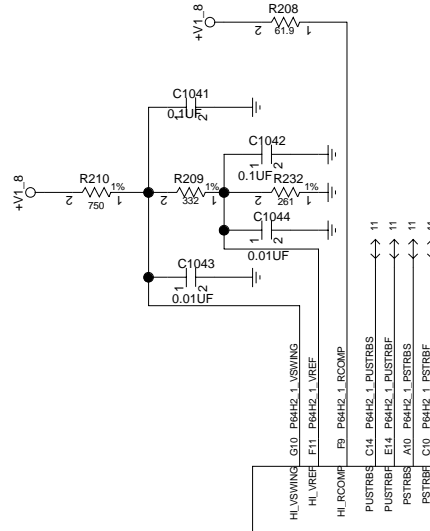 +V1_8
R208
2
61.9
1
C1041
1
2
0.1UF
C1042
1
2
0.1UF
+V1_8
R210
1%
2
750
1
R209
1%
2
332
1
R232
1%
2
261
1
C1044
1
2
0.01UF
C1043
1
2
0.01UF
11
11
11
11
G10 P64H2_1_VSWING
F11 P64H2_1_VREF
F9 P64H2_1_RCOMP
C14 P64H2_1_PUSTRBS
E14 P64H2_1_PUSTRBF
A10 P64H2_1_PSTRBS
C10 P64H2_1_PSTRBF
HI_VSWING
HI_VREF
HI_RCOMP
PUSTRBS
PUSTRBF
PSTRBS
PSTRBF